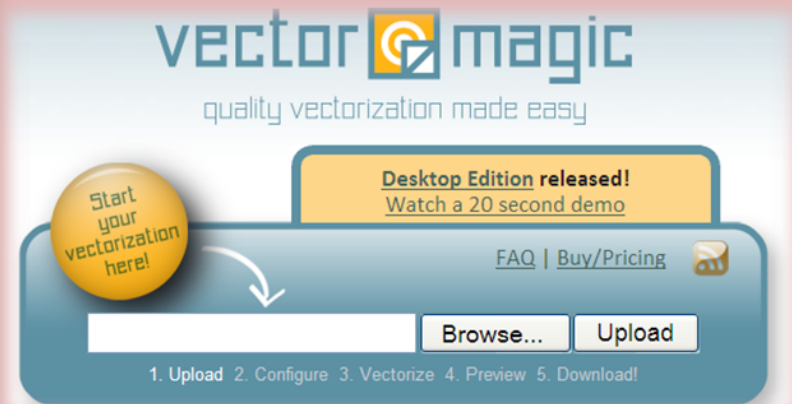 vector magic
quality vectorization made easy
Desktop Edition released!
Watch a 20 second demo
Start
your
vectorization
here!
FAQ | Buy/Pricing
Browse... Upload
1. Upload 2. Configure 3. Vectorize 4. Preview 5. Download!